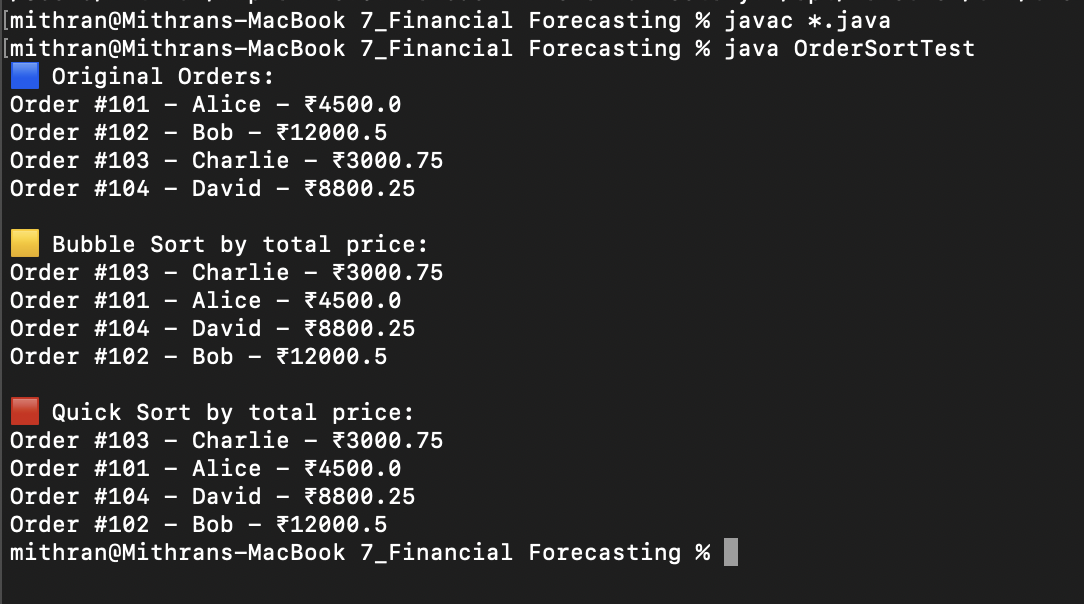 [mithran@Mithrans-MacBook 7_Financial Forecasting % javac *.java
[mithran@Mithrans-MacBook 7_Financial Forecasting % java OrderSortTest
🟦 Original Orders:
Order #101 - Alice - ₹4500.0
Order #102 - Bob - ₹12000.5
Order #103 - Charlie - ₹3000.75
Order #104 - David - ₹8800.25
🟨 Bubble Sort by total price:
Order #103 - Charlie - ₹3000.75
Order #101 - Alice - ₹4500.0
Order #104 - David - ₹8800.25
Order #102 - Bob - ₹12000.5
🟥 Quick Sort by total price:
Order #103 - Charlie - ₹3000.75
Order #101 - Alice - ₹4500.0
Order #104 - David - ₹8800.25
Order #102 - Bob - ₹12000.5
mithran@Mithrans-MacBook 7_Financial Forecasting %